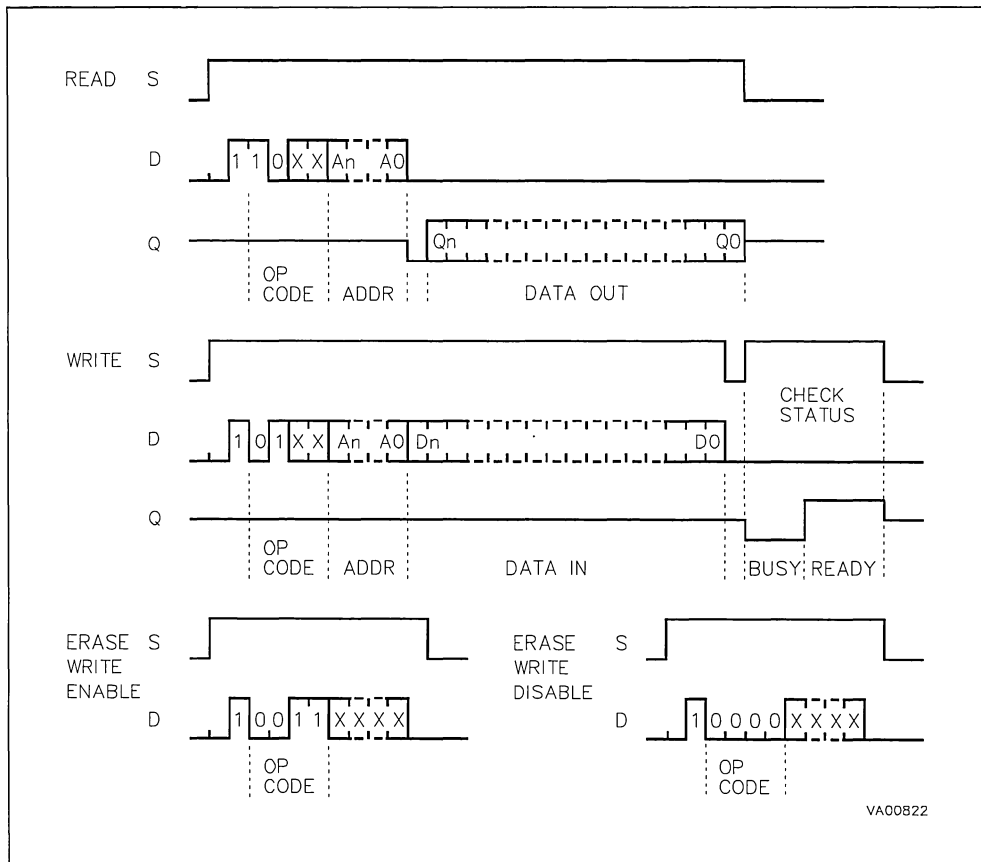 READ S
D 1 1 0 X X An A0
Q Qn Q0
OP
CODE ADDR DATA OUT
WRITE S
CHECK
STATUS
D 1 0 1 X X An A0 Dn D0
Q
OP
CODE ADDR DATA IN BUSY READY
ERASE S
WRITE
ENABLE
D 1 0 0 1 1 X X X X
OP
CODE
ERASE S
WRITE
DISABLE
D 1 0 0 0 0 X X X X
OP
CODE
VA00822